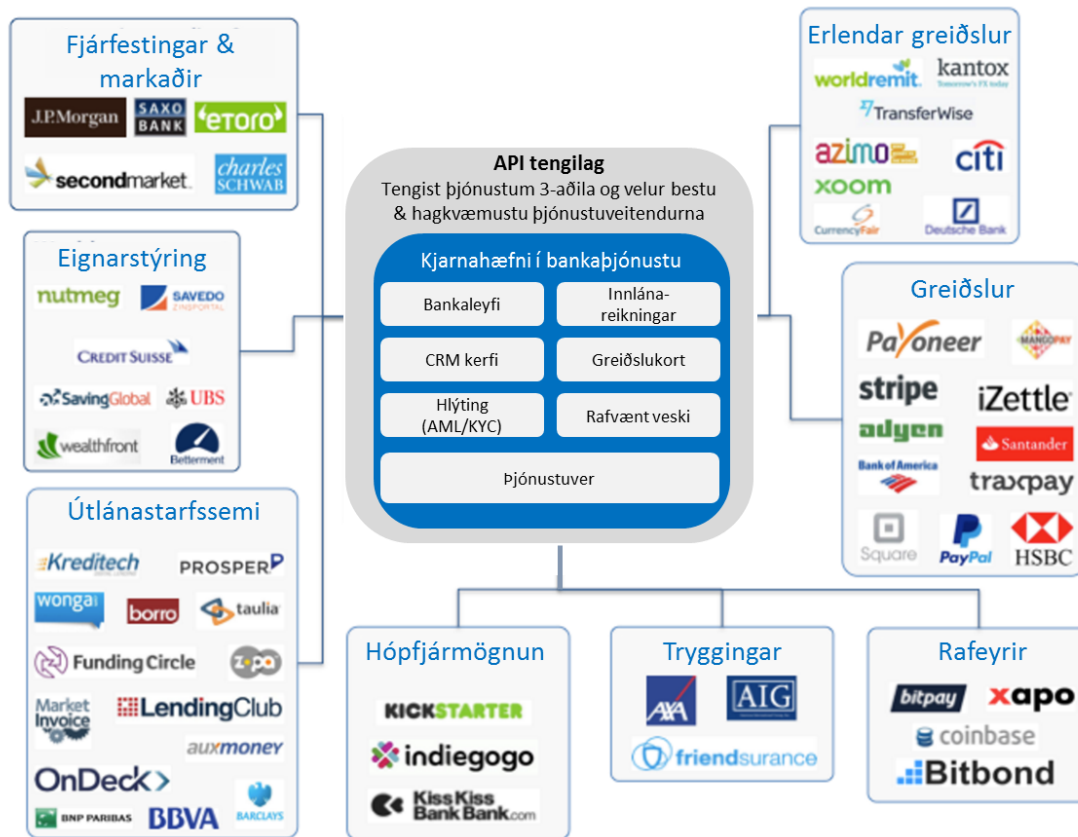 Fjárfestingar &
markaðir
J.P.Morgan
SAXO
BANK
eTORO
secondmarket
charles
SCHWAB
Eignarstýring
nutmeg
SAVEDO
ZINSPORTAL
CREDIT SUISSE
SavingGlobal
UBS
wealthfront
Betterment
Útlánastarfssemi
Kreditech
PROSPER
wonga
borro
taulia
Funding Circle
ZOPA
Market
Invoice
LendingClub
auxmoney
OnDeck
BNP PARIBAS
BBVA
BARCLAYS
API tengilag
Tengist þjónustum 3-aðila og velur bestu
& hagkvæmustu þjónustuveitendurna
Kjarnahæfni í bankaþjónustu
Bankaleyfi
Innlána-
reikningar
CRM kerfi
Greiðslukort
Hlýting
(AML/KYC)
Rafvænt veski
Þjónustuver
Hópfjármögnun
KICKSTARTER
indiegogo
KissKiss
BankBank.com
Tryggingar
AXA
AIG
friendsurance
Rafeyrir
bitpay
xapo
coinbase
Bitbond
Erlendar greiðslur
worldremit
kantox
Tomorrow's FX today
TransferWise
azimo
citi
xoom
CurrencyFair
Deutsche Bank
Greiðslur
Payoneer
MANGOPAY
stripe
iZettle
adyen
Santander
Bank of America
traxpay
Square
PayPal
HSBC